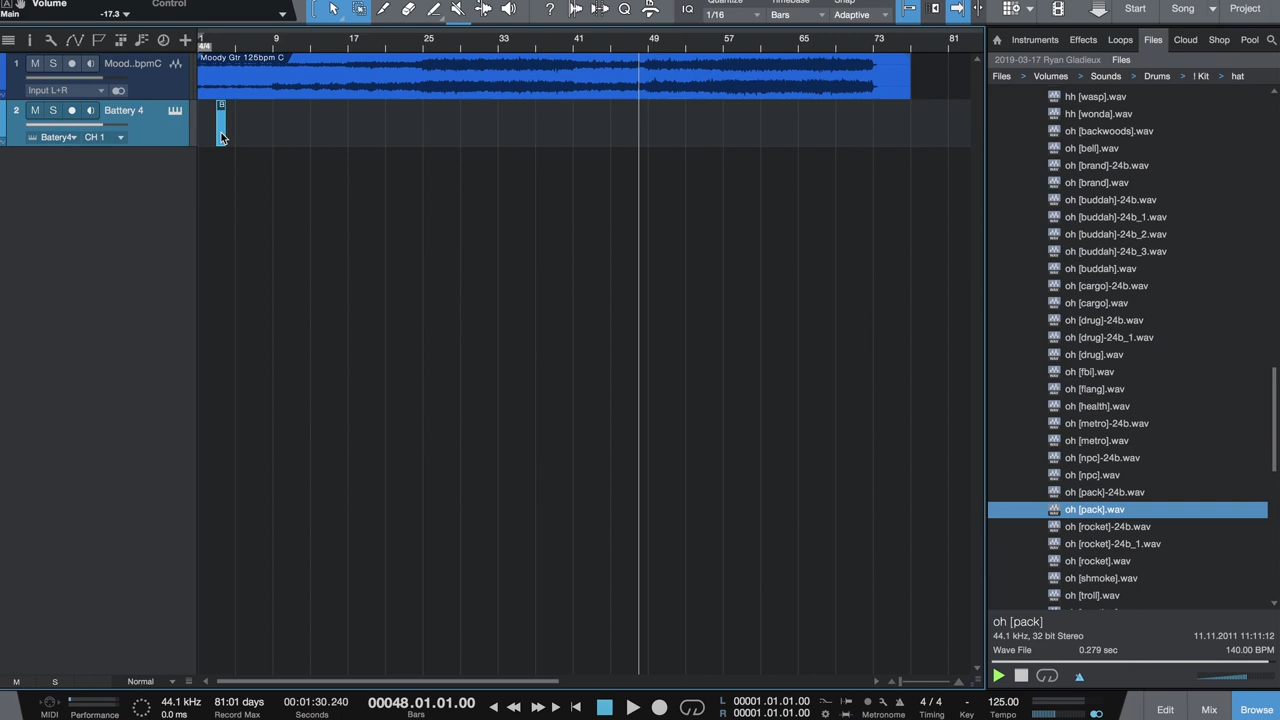 Volume
Control
Main
-17.3
Quantize
Timebase
Snap
IQ
1/16
Bars
Adaptive
Start
Song
Project
1
9
17
25
33
41
49
57
65
73
81
4/4
Instruments
Effects
Loops
Files
Cloud
Shop
Pool
2019-03-17 Ryan Gladieux
Files
Files
Volumes
Sounds
Drums
! Kit
hat
1
M
S
Mood..bpmC
Input L+R
Moody Gtr 125bpm C
2
M
S
Battery 4
Batery4
CH 1
B
hh [wasp].wav
hh [wonda].wav
oh [backwoods].wav
oh [bell].wav
oh [brand]-24b.wav
oh [brand].wav
oh [buddah]-24b.wav
oh [buddah]-24b_1.wav
oh [buddah]-24b_2.wav
oh [buddah]-24b_3.wav
oh [buddah].wav
oh [cargo]-24b.wav
oh [cargo].wav
oh [drug]-24b.wav
oh [drug]-24b_1.wav
oh [drug].wav
oh [fbi].wav
oh [flang].wav
oh [health].wav
oh [metro]-24b.wav
oh [metro].wav
oh [npc]-24b.wav
oh [npc].wav
oh [pack]-24b.wav
oh [pack].wav
oh [rocket]-24b.wav
oh [rocket]-24b_1.wav
oh [rocket].wav
oh [shmoke].wav
oh [troll].wav
oh [pack]
44.1 kHz, 32 bit Stereo
11.11.2011 11:11:12
Wave File
0.279 sec
140.00 BPM
M
S
Normal
MIDI
Performance
44.1 kHz
0.0 ms
81:01 days
Record Max
00:01:30.240
Seconds
00048.01.01.00
Bars
L
00001.01.01.00
R
00001.01.01.00
Metronome
4 / 4
Timing
-
Key
125.00
Tempo
Edit
Mix
Browse